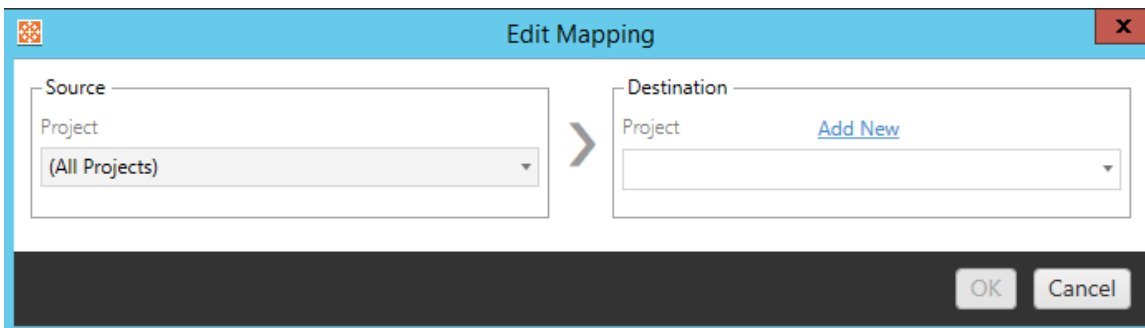 Edit Mapping
x
Source
Project
(All Projects)
Destination
Project Add New
OK Cancel